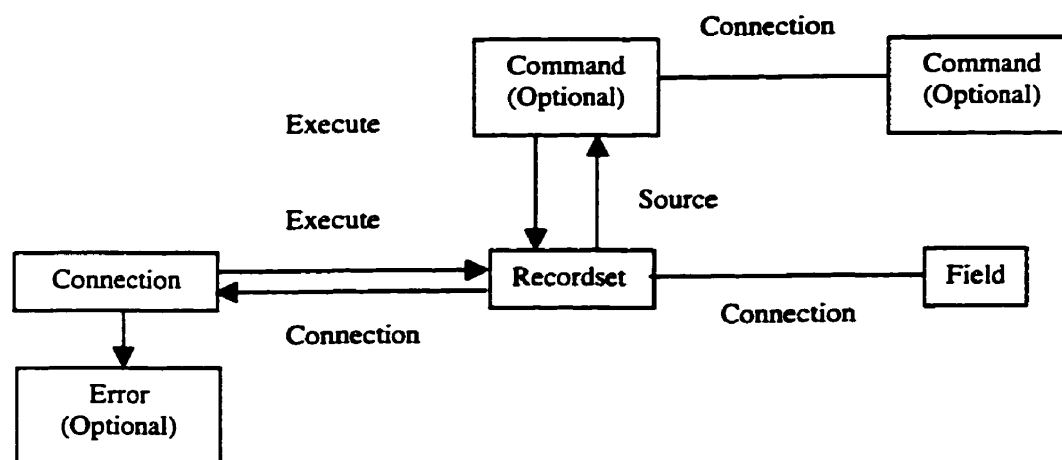 Connection
Command
(Optional)
Command
(Optional)
Execute
Source
Execute
Connection
Recordset
Field
Connection
Connection
Error
(Optional)